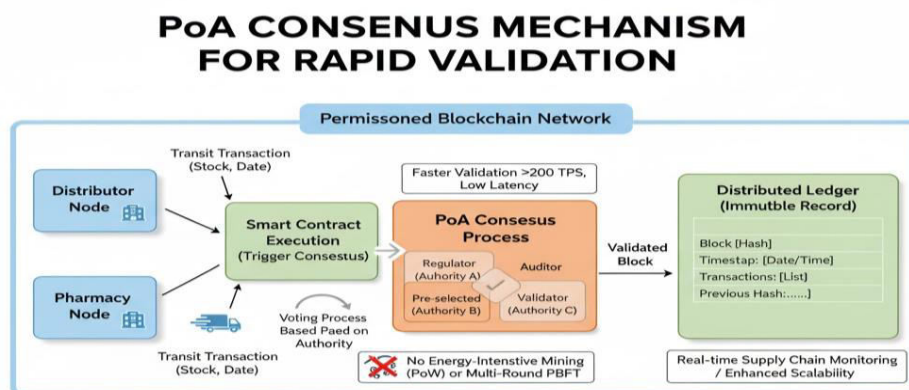 PoA CONSENUS MECHANISM
FOR RAPID VALIDATION
Permissoned Blockchain Network
Distributor
Node
Pharmacy
Node
Transit Transaction
(Stock, Date)
Smart Contract
Execution
(Trigger Consestus)
Transit Transaction
(Stock, Date)
Voting Process
Based Paed on
Authority
Faster Validation >200 TPS,
Low Latency
PoA Consesus
Process
Regulator
(Auhority A)
Auditor
Pre-selected
(Authority B)
Validator
(Authority C)
No Energy-Intenstive Mining
(PoW) or Multi-Round PBFT
Validated
Block
Distributed Ledger
(Immutble Record)
Block [Hash]
Timestap: [Date/Time]
Transactions: [List]
Previous Hash:......]
Real-time Supply Chain Monitoring
/ Enhanced Scalability